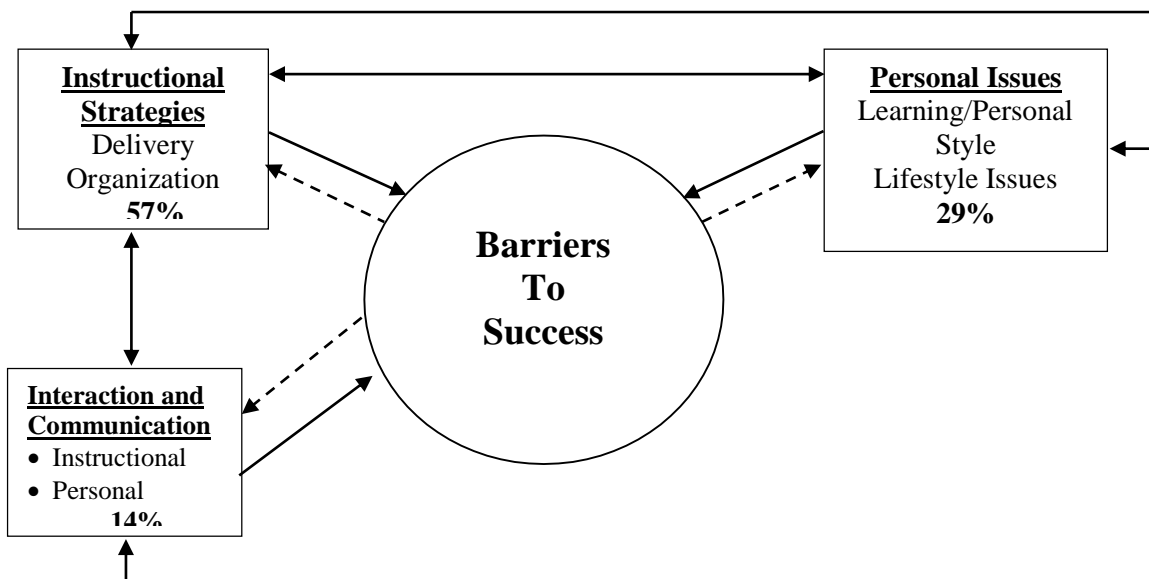 Instructional
Strategies
Delivery
Organization
57%
Personal Issues
Learning/Personal
Style
Lifestyle Issues
29%
Barriers
To
Success
Interaction and
Communication
• Instructional
• Personal
14%